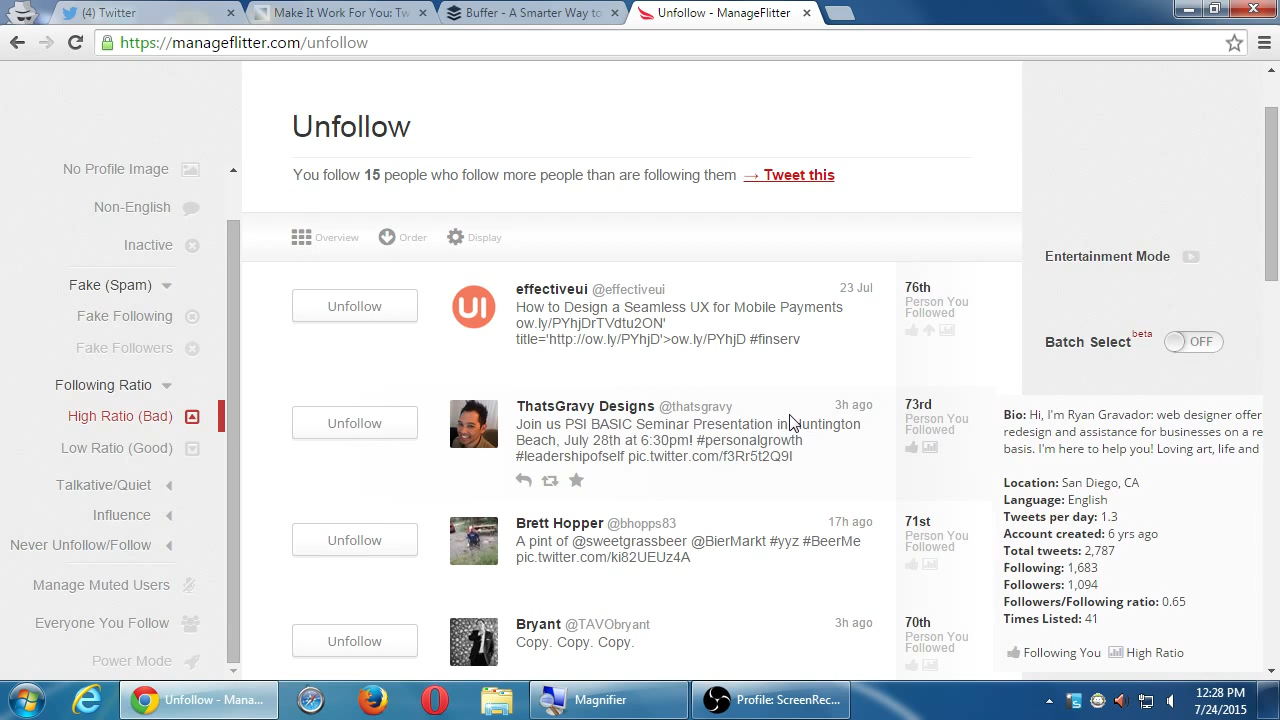 (4) Twitter
Make It Work For You: Tw
Buffer - A Smarter Way to
Unfollow - ManageFlitter
https://manageflitter.com/unfollow
Unfollow
You follow 15 people who follow more people than are following them → Tweet this
Overview
Order
Display
No Profile Image
Non-English
Inactive
Fake (Spam)
Fake Following
Fake Followers
Following Ratio
High Ratio (Bad)
Low Ratio (Good)
Talkative/Quiet
Influence
Never Unfollow/Follow
Manage Muted Users
Everyone You Follow
Power Mode
Unfollow
UI
effectiveui @effectiveui
23 Jul
How to Design a Seamless UX for Mobile Payments
ow.ly/PYhjDrTVdtu2ON'
title='http://ow.ly/PYhjD'>ow.ly/PYhjD #finserv
76th
Person You
Followed
Unfollow
ThatsGravy Designs @thatsgravy
3h ago
Join us PSI BASIC Seminar Presentation in Huntington
Beach, July 28th at 6:30pm! #personalgrowth
#leadershipofself pic.twitter.com/f3Rr5t2Q9I
73rd
Person You
Followed
Unfollow
Brett Hopper @bhopps83
17h ago
A pint of @sweetgrassbeer @BierMarkt #yyz #BeerMe
pic.twitter.com/ki82UEUz4A
71st
Person You
Followed
Unfollow
Bryant @TAVObryant
3h ago
Copy. Copy. Copy.
70th
Person You
Followed
Entertainment Mode
Batch Select beta
OFF
Bio: Hi, I'm Ryan Gravador: web designer offer
redesign and assistance for businesses on a re
basis. I'm here to help you! Loving art, life and
Location: San Diego, CA
Language: English
Tweets per day: 1.3
Account created: 6 yrs ago
Total tweets: 2,787
Following: 1,683
Followers: 1,094
Followers/Following ratio: 0.65
Times Listed: 41
Following You
High Ratio
Unfollow - Mana...
Magnifier
Profile: ScreenRec...
12:28 PM
7/24/2015